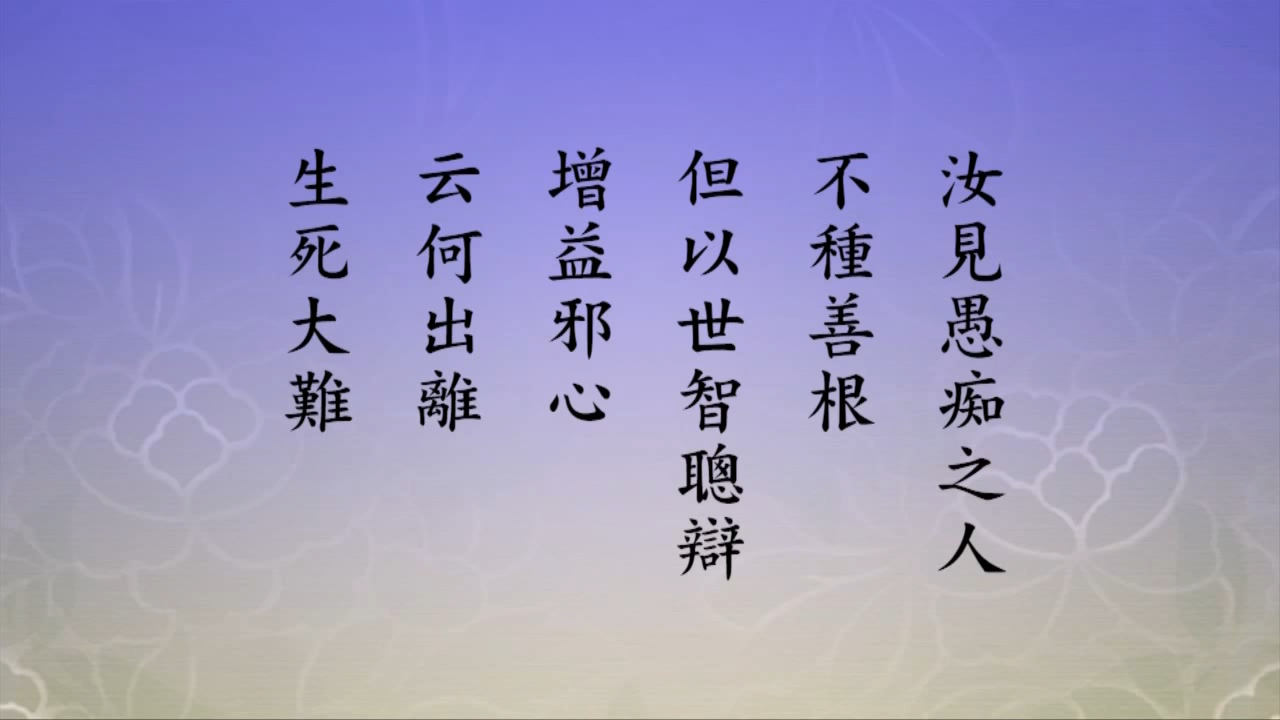 汝見愚痴之人
不種善根
但以世智聰辯
增益邪心
云何出離
生死大難